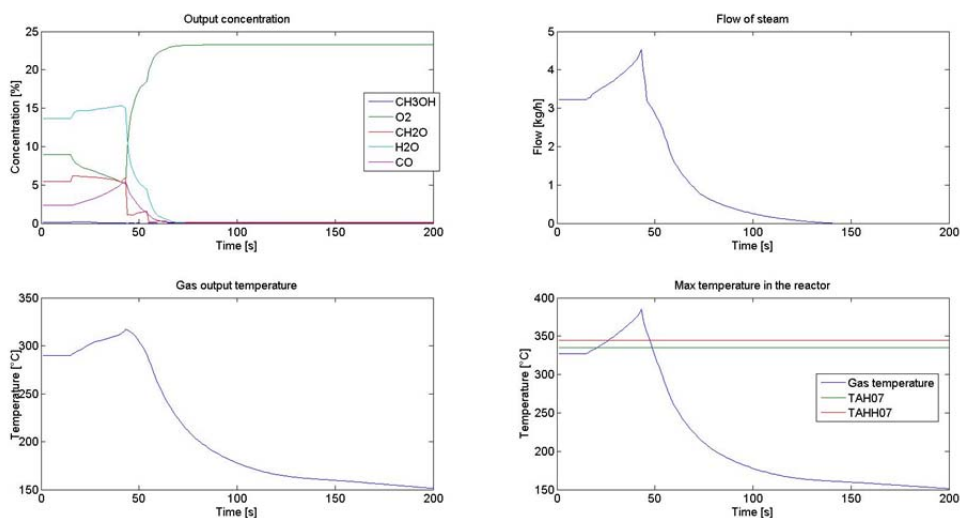 Output concentration
Concentration [%]
25
20
15
10
5
0
0 50 100 150 200
Time [s]
CH3OH
O2
CH2O
H2O
CO
Flow of steam
Flow [kg/h]
5
4
3
2
1
0
0 50 100 150 200
Time [s]
Gas output temperature
Temperature [°C]
350
300
250
200
150
0 50 100 150 200
Time [s]
Max temperature in the reactor
Temperature [°C]
400
350
300
250
200
150
0 50 100 150 200
Time [s]
Gas temperature
TAH07
TAHH07